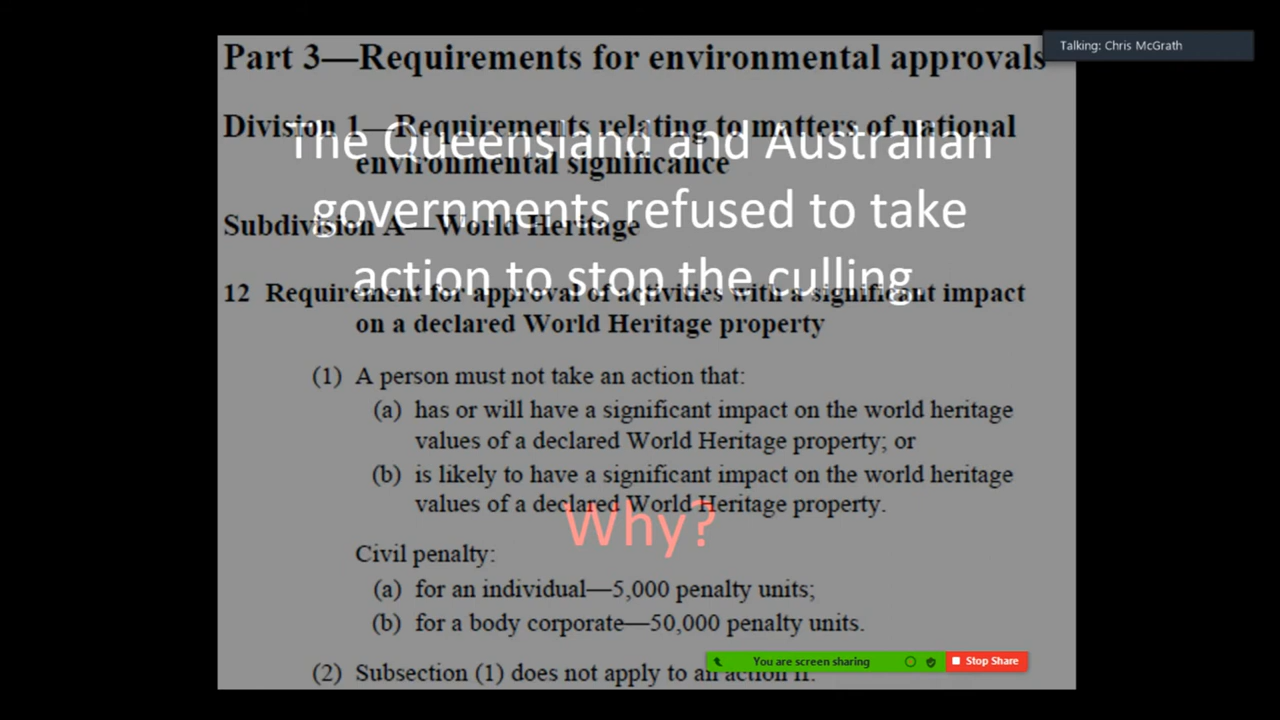 Talking: Chris McGrath
Part 3—Requirements for environmental approvals
Division 1—Requirements relating to matters of national
environmental significance
Subdivision A—World Heritage
12 Requirement for approval of activities with a significant impact
on a declared World Heritage property
(1) A person must not take an action that:
(a) has or will have a significant impact on the world heritage
values of a declared World Heritage property; or
(b) is likely to have a significant impact on the world heritage
values of a declared World Heritage property.
Civil penalty:
(a) for an individual—5,000 penalty units;
(b) for a body corporate—50,000 penalty units.
(2) Subsection (1) does not apply to an action if:
The Queensland and Australian
governments refused to take
action to stop the culling.
Why?
You are screen sharing
Stop Share